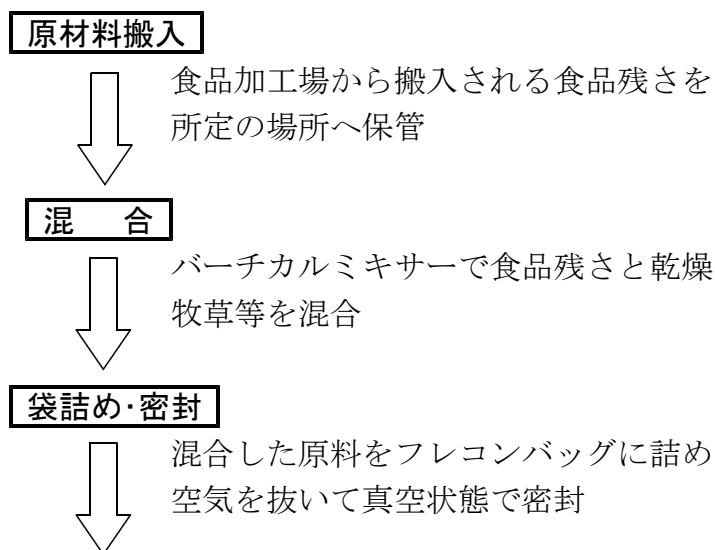 原材料搬入
食品加工場から搬入される食品残さを
所定の場所へ保管
混　合
バーチカルミキサーで食品残さと乾燥
牧草等を混合
袋詰め・密封
混合した原料をフレコンバッグに詰め
空気を抜いて真空状態で密封